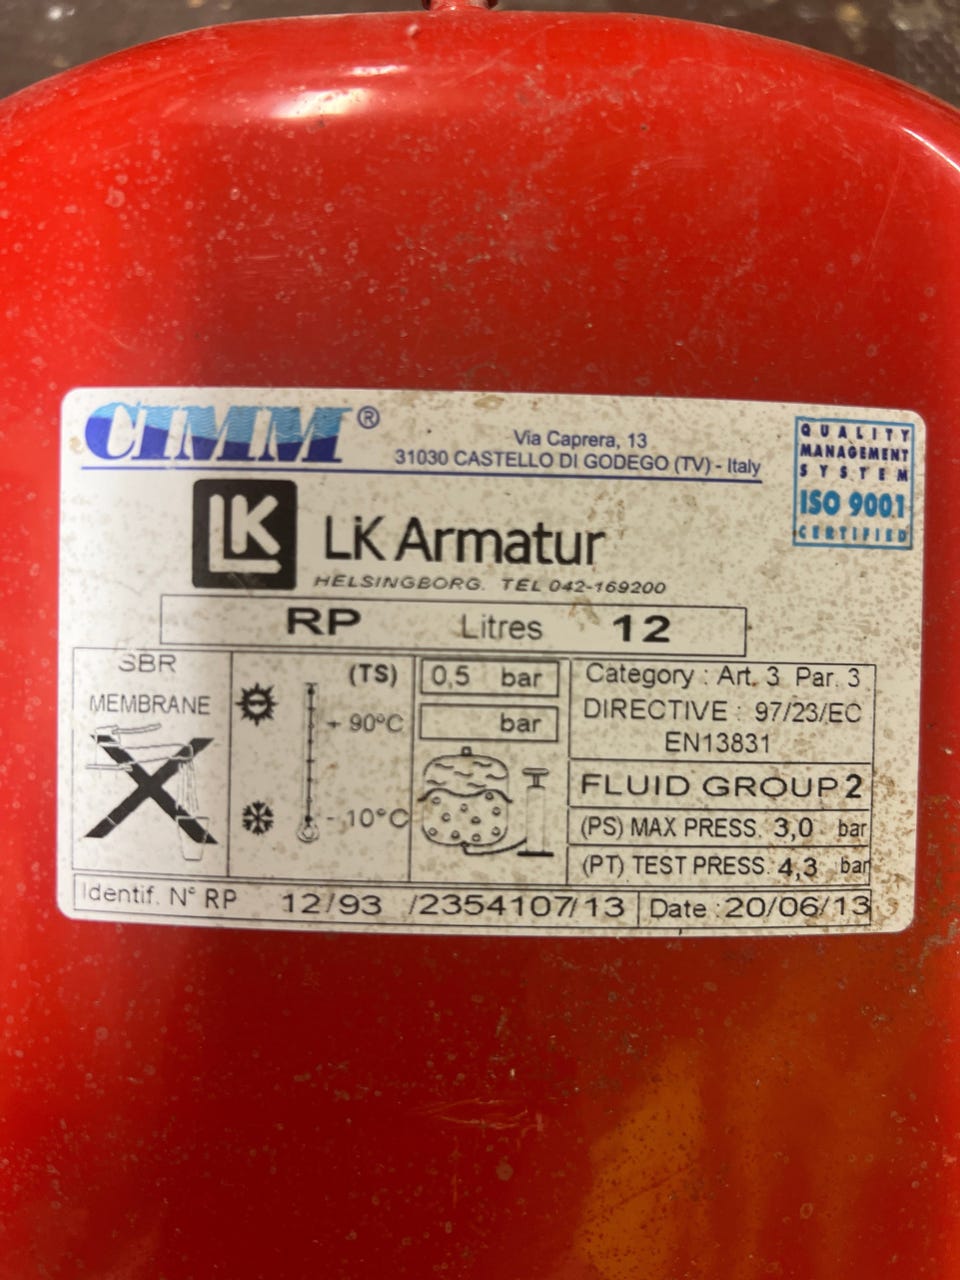 CIMM®
Via Caprera, 13
31030 CASTELLO DI GODEGO (TV) - Italy
QUALITY
MANAGEMENT
SYSTEM
ISO 9001
CERTIFIED
LK
LK Armatur
HELSINGBORG. TEL 042-169200
RP Litres 12
SBR
MEMBRANE
(TS)
+ 90°C
- 10°C
0,5 bar
bar
Category : Art. 3 Par. 3
DIRECTIVE : 97/23/EC
EN13831
FLUID GROUP 2
(PS) MAX PRESS. 3,0 bar
(PT) TEST PRESS. 4,3 bar
Identif. N° RP 12/93 /2354107/13 Date : 20/06/13